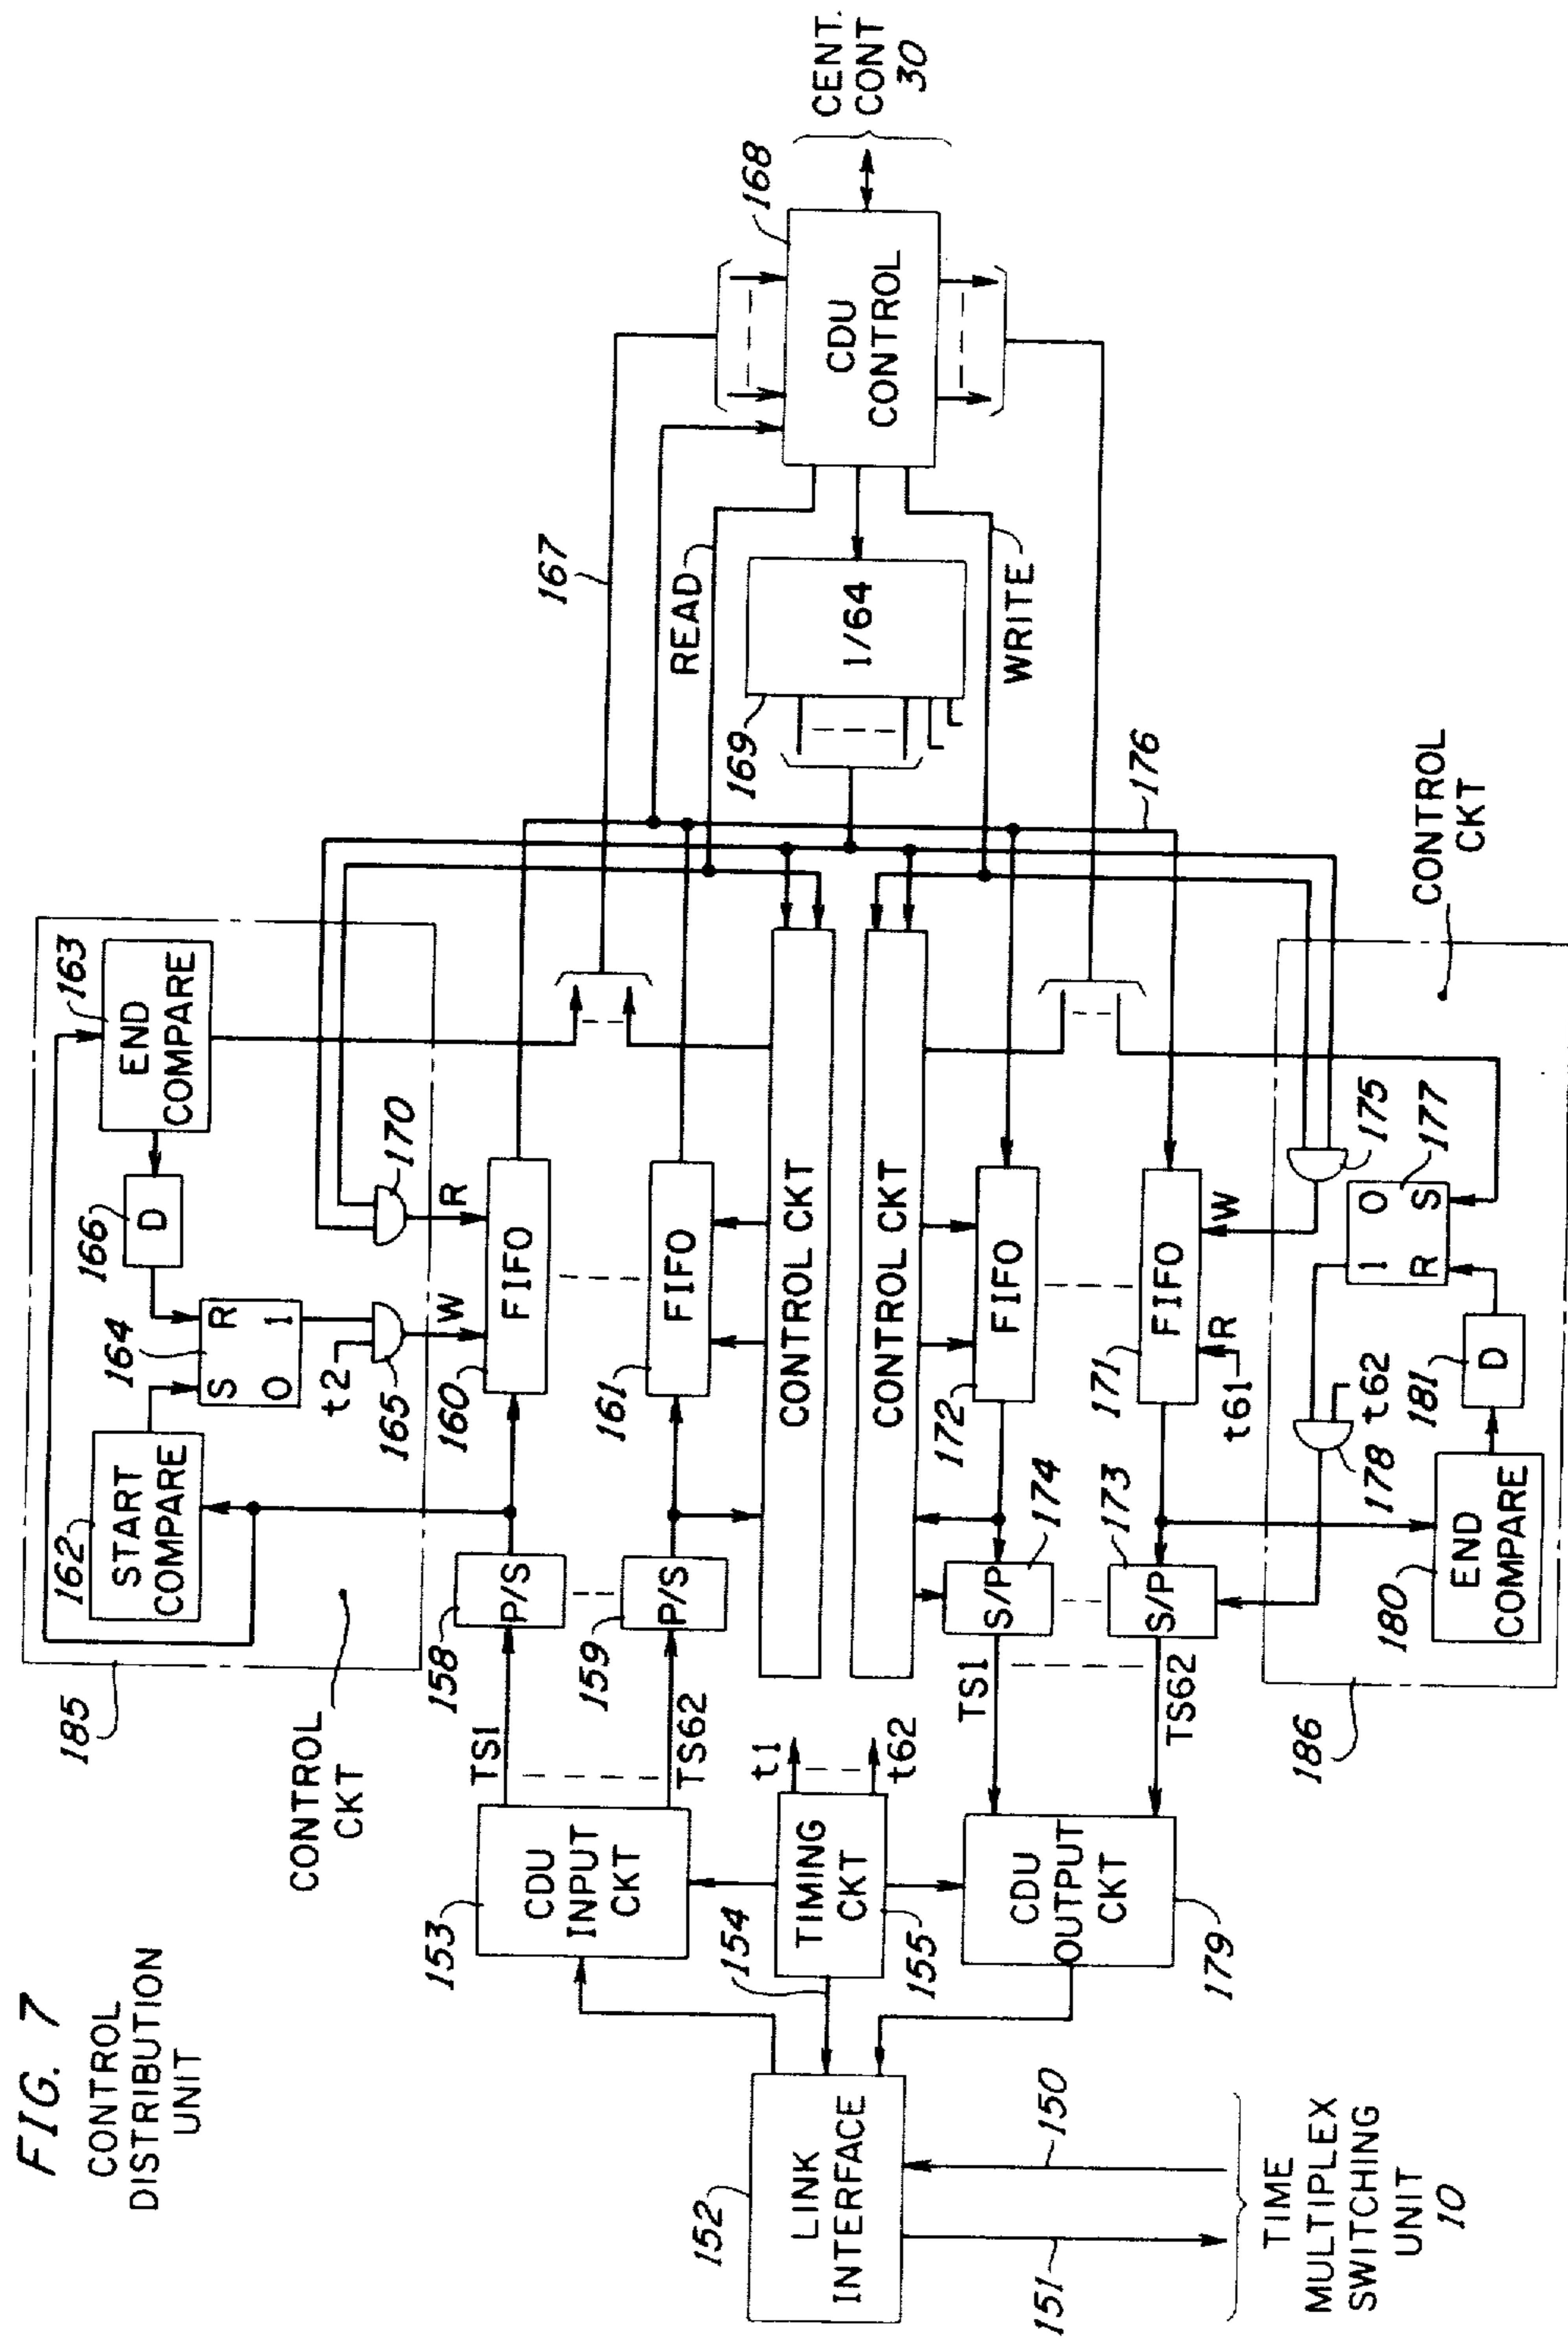 FIG. 7
CONTROL
DISTRIBUTION
UNIT
185
CONTROL
CKT
162
START
COMPARE
163
END
COMPARE
166
D
164
S
R
O
1
t2
165
W
170
R
160
FIFO
161
FIFO
158
P/S
159
P/S
TS1
TS62
153
CDU
INPUT
CKT
154
TIMING
CKT
155
t1
t62
152
LINK
INTERFACE
150
151
TIME
MULTIPLEX
SWITCHING
UNIT
10
CDU
OUTPUT
CKT
179
TS1
TS62
CONTROL CKT
CONTROL CKT
174
S/P
173
S/P
172
FIFO
171
FIFO
R
W
t61
167
READ
169
1/64
WRITE
176
168
CDU
CONTROL
CENT.
CONT
30
CONTROL
CKT
175
177
1
O
R
S
178
t62
181
D
180
END
COMPARE
186